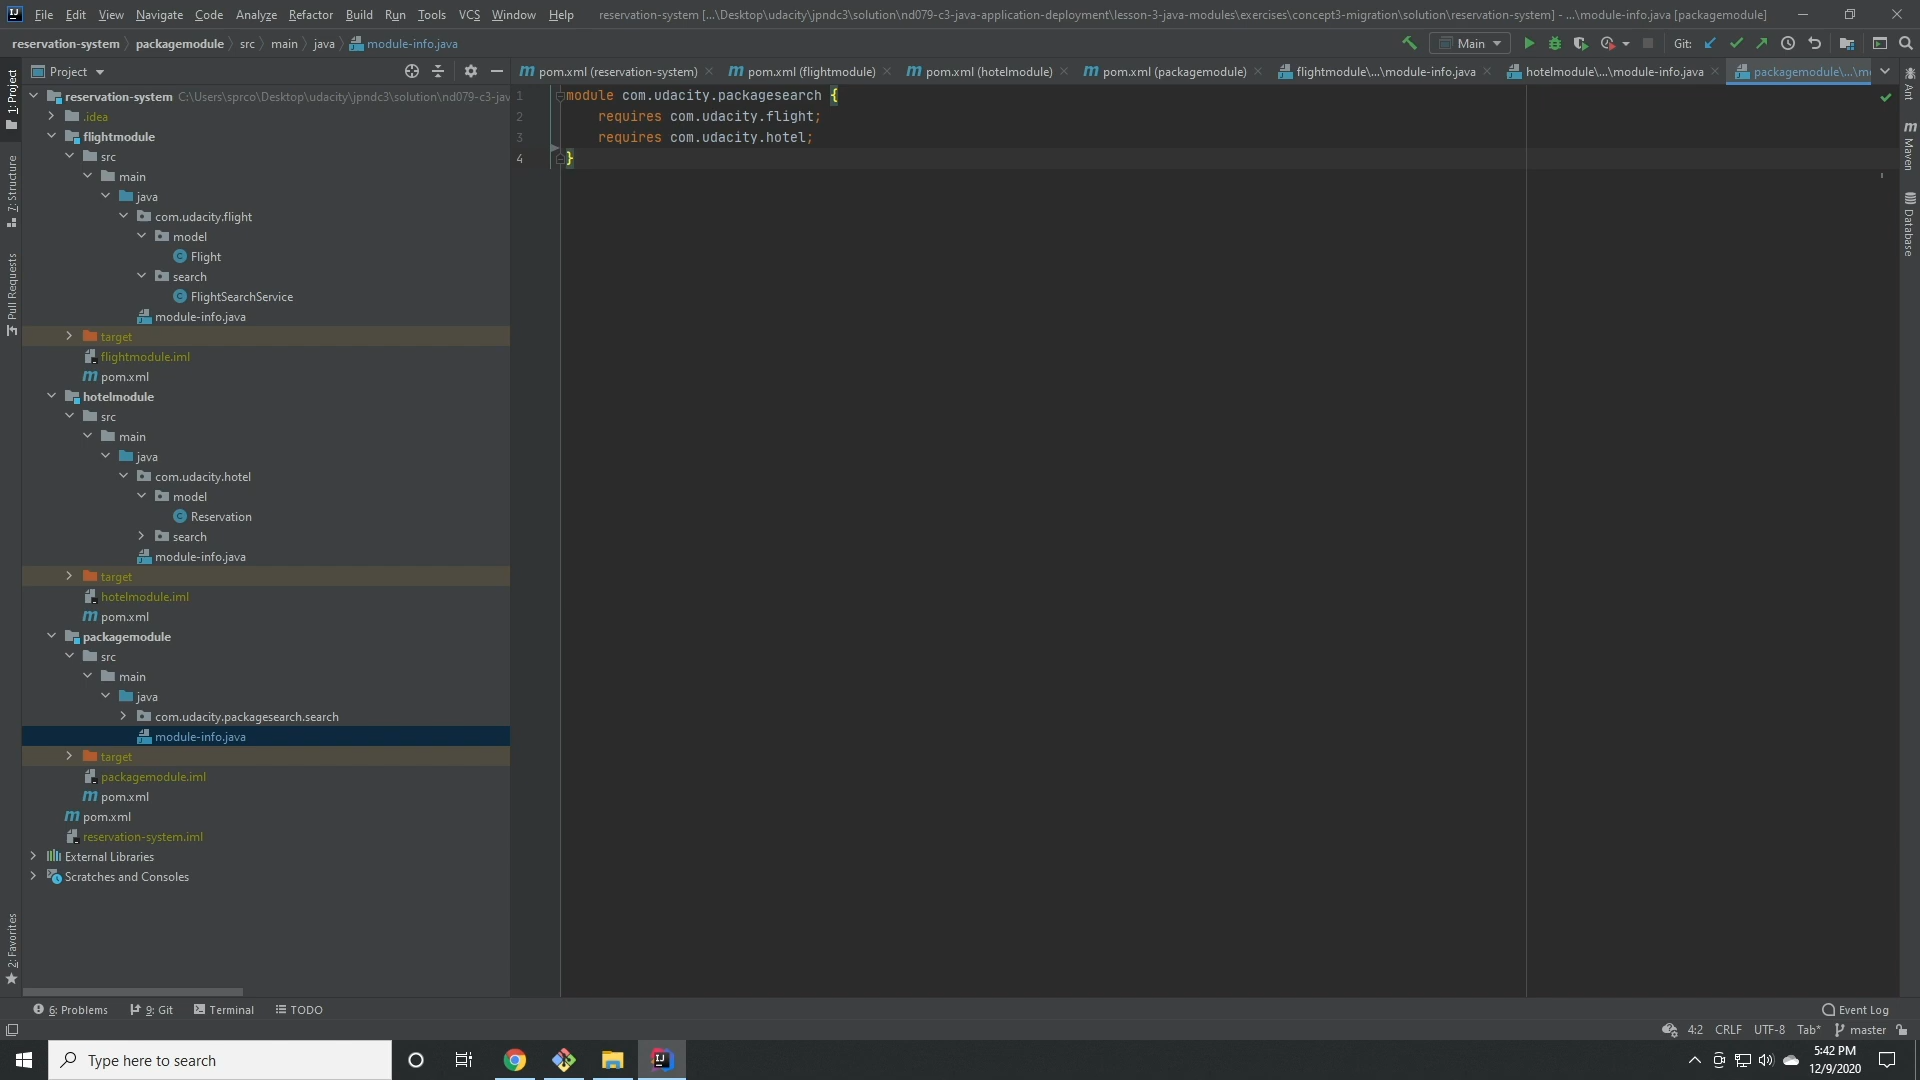 File Edit View Navigate Code Analyze Refactor Build Run Tools VCS Window Help reservation-system [...\Desktop\udacity\jpndc3\solution\nd079-c3-java-application-deployment\lesson-3-java-modules\exercises\concept3-migration\solution\reservation-system] - ...\module-info.java [packagemodule]
reservation-system packagemodule src main java module-info.java Main Git:
Project
pom.xml (reservation-system) pom.xml (flightmodule) pom.xml (hotelmodule) pom.xml (packagemodule) flightmodule\...\module-info.java hotelmodule\...\module-info.java packagemodule\...\m
1: Project
7: Structure
Pull Requests
2: Favorites
reservation-system C:\Users\sprco\Desktop\udacity\jpndc3\solution\nd079-c3-jav
.idea
flightmodule
src
main
java
com.udacity.flight
model
Flight
search
FlightSearchService
module-info.java
target
flightmodule.iml
pom.xml
hotelmodule
src
main
java
com.udacity.hotel
model
Reservation
search
module-info.java
target
hotelmodule.iml
pom.xml
packagemodule
src
main
java
com.udacity.packagesearch.search
module-info.java
target
packagemodule.iml
pom.xml
pom.xml
reservation-system.iml
External Libraries
Scratches and Consoles
1 module com.udacity.packagesearch {
2 requires com.udacity.flight;
3 requires com.udacity.hotel;
4 }
Ant
Maven
Database
6: Problems 9: Git Terminal TODO Event Log
4:2 CRLF UTF-8 Tab* master
Type here to search
5:42 PM
12/9/2020